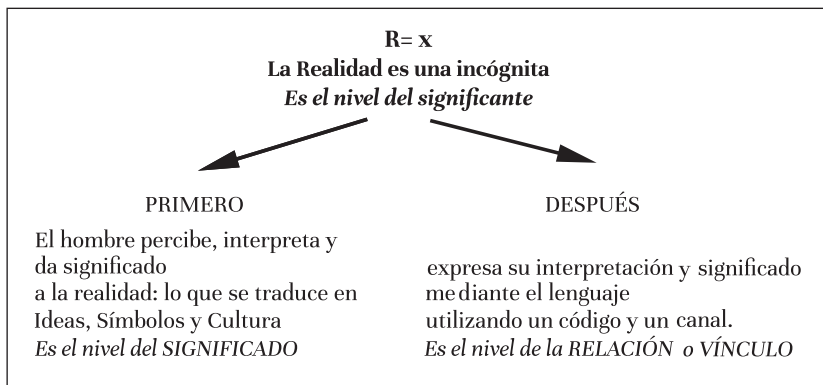 R= x
La Realidad es una incógnita
Es el nivel del significante
PRIMERO
El hombre percibe, interpreta y
da significado
a la realidad: lo que se traduce en
Ideas, Símbolos y Cultura
Es el nivel del SIGNIFICADO
DESPUÉS
expresa su interpretación y significado
mediante el lenguaje
utilizando un código y un canal.
Es el nivel de la RELACIÓN o VÍNCULO